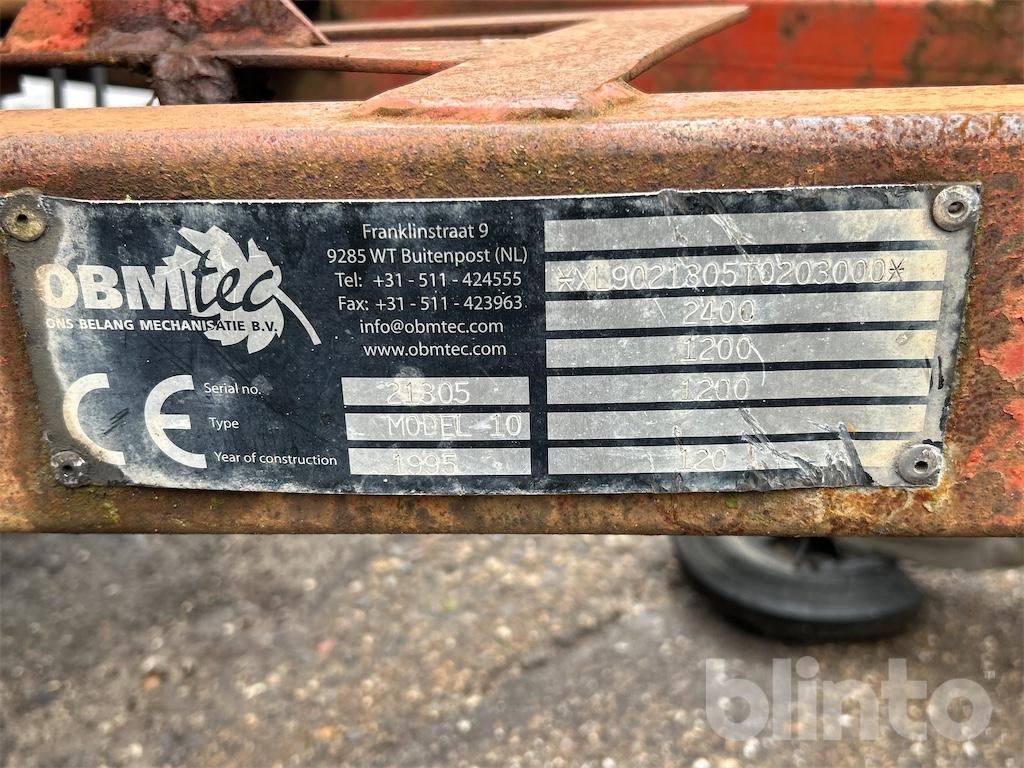 OBMtec
ONS BELANG MECHANISATIE B.V.
Franklinstraat 9
9285 WT Buitenpost (NL)
Tel: +31 - 511 - 424555
Fax: +31 - 511 - 423963
info@obmtec.com
www.obmtec.com
CE
Serial no. 21305
Type MODEL 10
Year of construction 1995
*XL9021305T0203000*
2400
1200
1200
120
blinto™